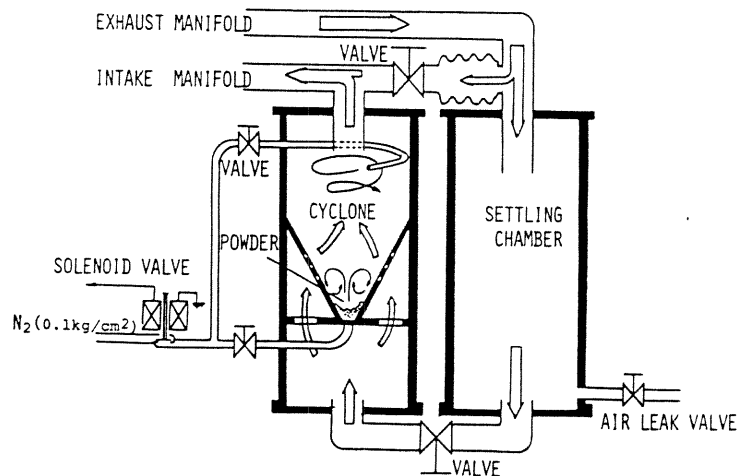 EXHAUST MANIFOLD
VALVE
INTAKE MANIFOLD
VALVE
CYCLONE
POWDER
SETTLING
CHAMBER
SOLENOID VALVE
N₂(0.1kg/cm²)
AIR LEAK VALVE
VALVE